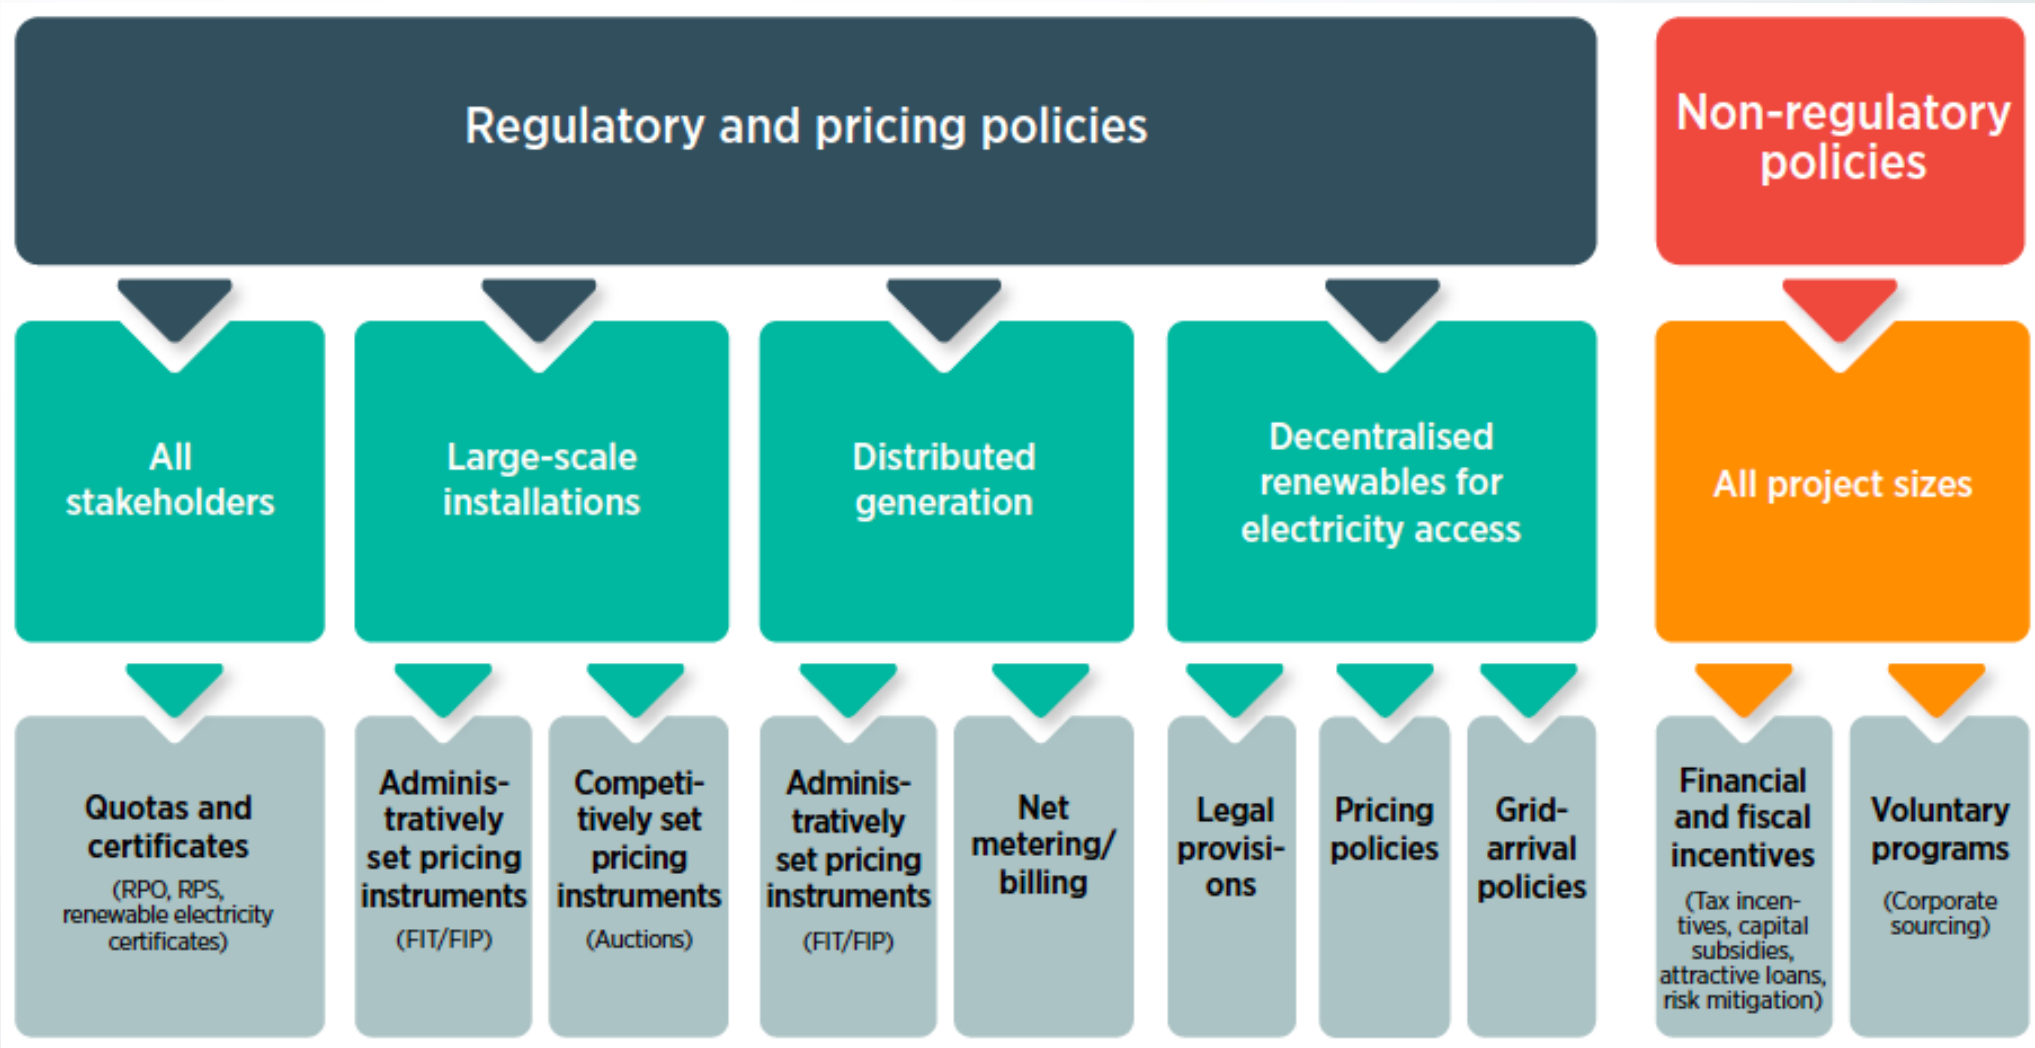 Regulatory and pricing policies
Non-regulatory
policies
All
stakeholders
Large-scale
installations
Distributed
generation
Decentralised
renewables for
electricity access
All project sizes
Quotas and
certificates
(RPO, RPS,
renewable electricity
certificates)
Adminis-
tratively
set pricing
instruments
(FIT/FIP)
Competi-
tively set
pricing
instruments
(Auctions)
Adminis-
tratively
set pricing
instruments
(FIT/FIP)
Net
metering/
billing
Legal
provisi-
ons
Pricing
policies
Grid-
arrival
policies
Financial
and fiscal
incentives
(Tax incen-
tives, capital
subsidies,
attractive loans,
risk mitigation)
Voluntary
programs
(Corporate
sourcing)